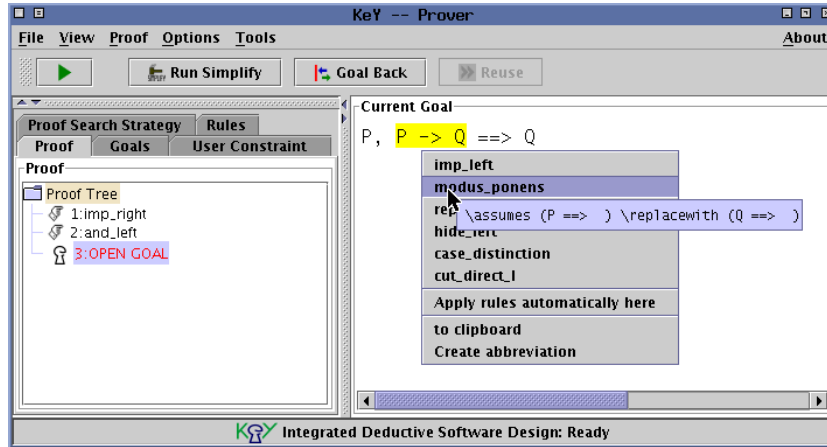 KeY -- Prover
File View Proof Options Tools About
Run Simplify Goal Back Reuse
Proof Search Strategy Rules
Proof Goals User Constraint
Proof
Proof Tree
1:imp_right
2:and_left
3:OPEN GOAL
Current Goal
P, P -> Q ==> Q
imp_left
modus_ponens
rep
\assumes (P ==> ) \replacewith (Q ==> )
hide_left
case_distinction
cut_direct_l
Apply rules automatically here
to clipboard
Create abbreviation
KeY Integrated Deductive Software Design: Ready